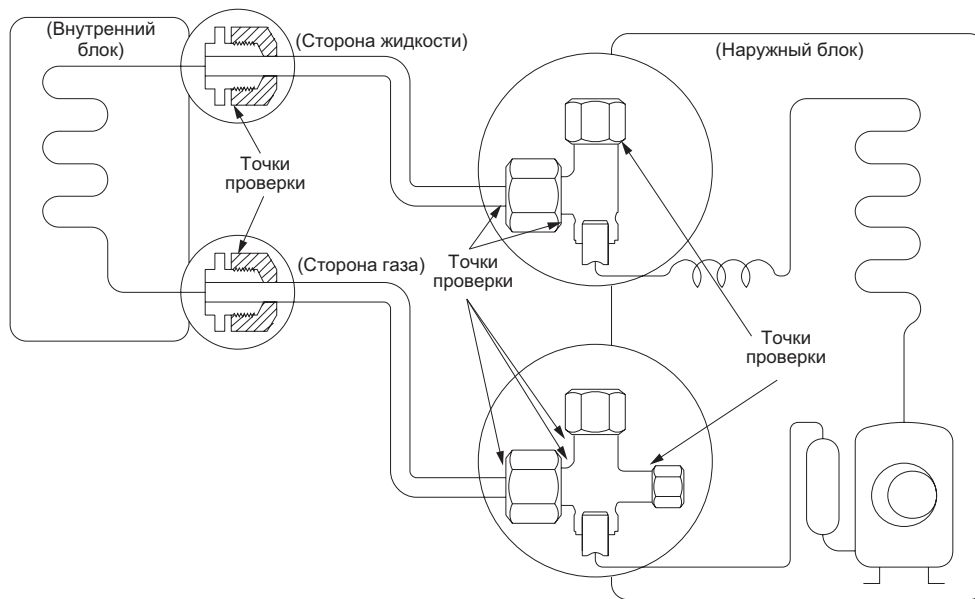 (Внутренний
блок)
(Сторона жидкости)
(Наружный блок)
Точки
проверки
(Сторона газа)
Точки
проверки
Точки
проверки